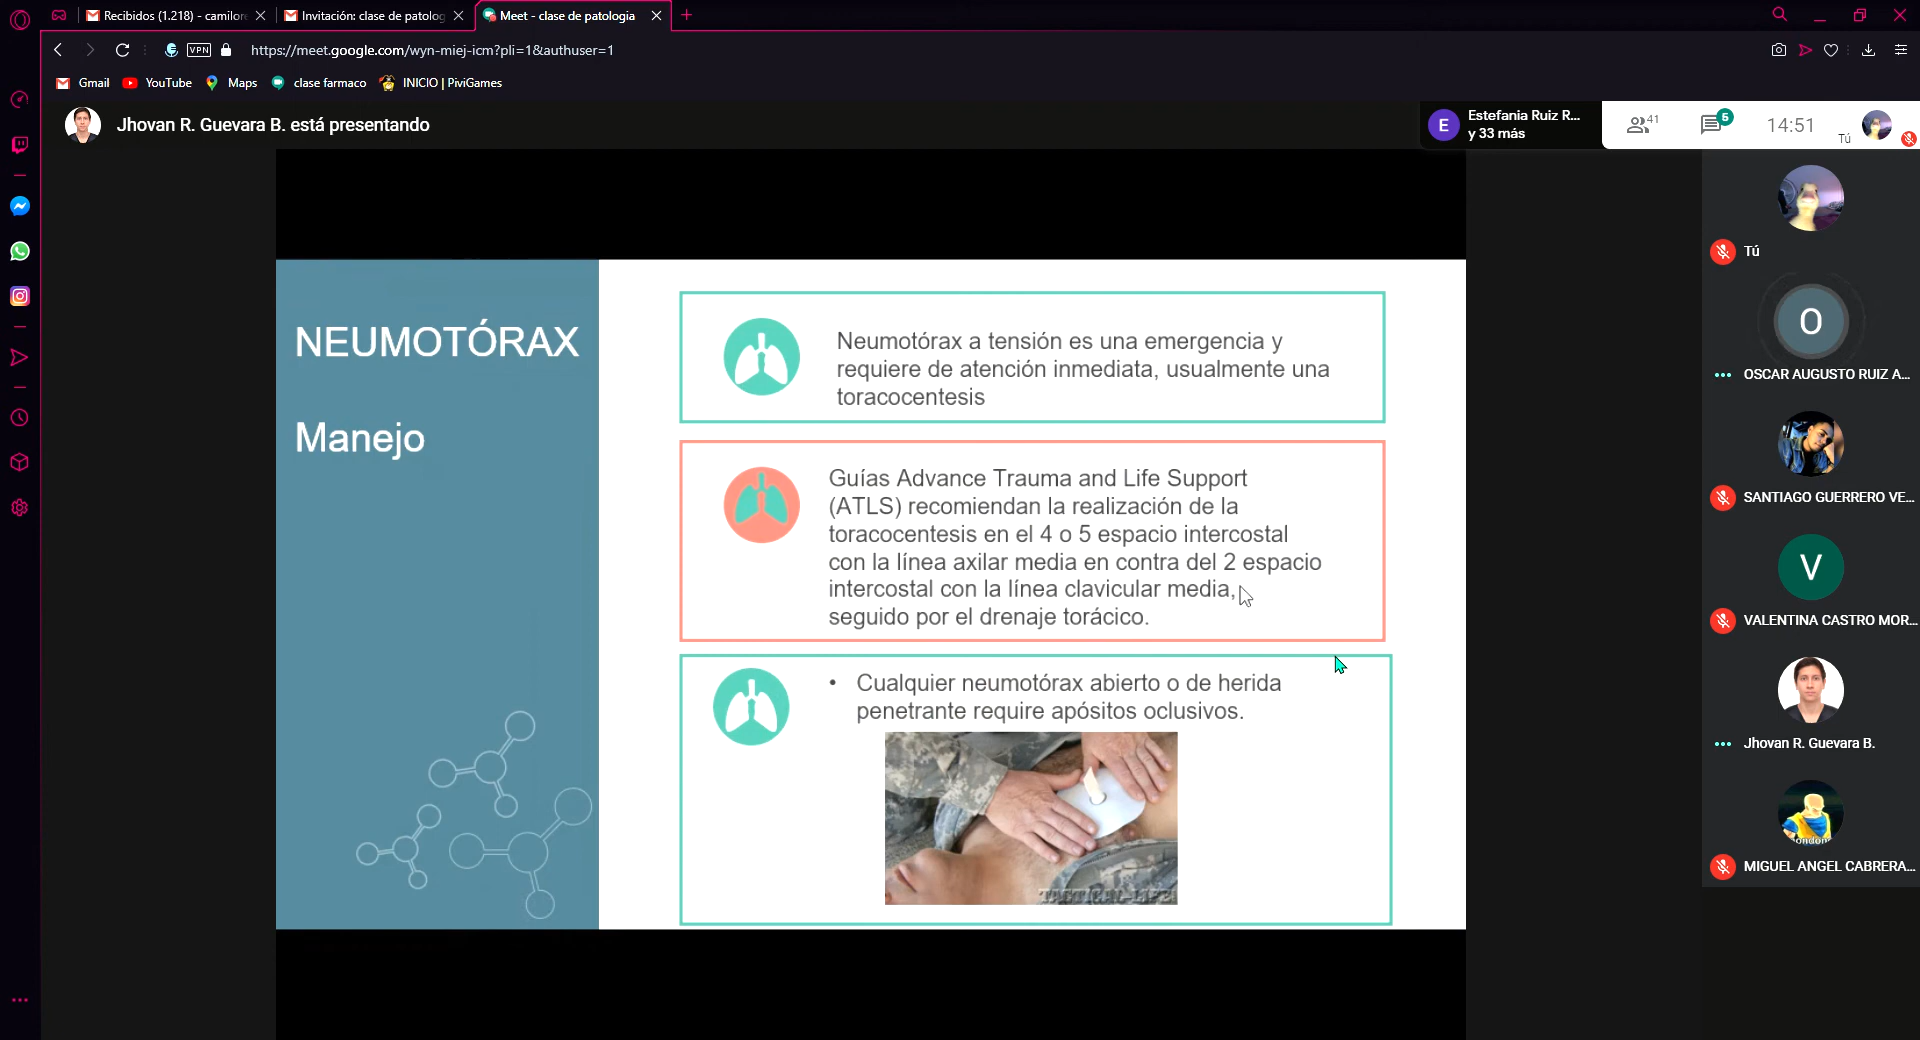 Recibidos (1.218) - camilore
Invitación: clase de patolog
Meet - clase de patologia
VPN
https://meet.google.com/wyn-miej-icm?pli=1&authuser=1
Gmail
YouTube
Maps
clase farmaco
INICIO | PiviGames
Jhovan R. Guevara B. está presentando
E
Estefania Ruiz R...
y 33 más
41
5
14:51
Tú
NEUMOTÓRAX
Manejo
Neumotórax a tensión es una emergencia y
requiere de atención inmediata, usualmente una
toracocentesis
Guías Advance Trauma and Life Support
(ATLS) recomiendan la realización de la
toracocentesis en el 4 o 5 espacio intercostal
con la línea axilar media en contra del 2 espacio
intercostal con la línea clavicular media,
seguido por el drenaje torácico.
• Cualquier neumotórax abierto o de herida
penetrante require apósitos oclusivos.
TACTICAL-LIFE
Tú
O
OSCAR AUGUSTO RUIZ A...
SANTIAGO GUERRERO VE...
V
VALENTINA CASTRO MOR...
Jhovan R. Guevara B.
MIGUEL ANGEL CABRERA...